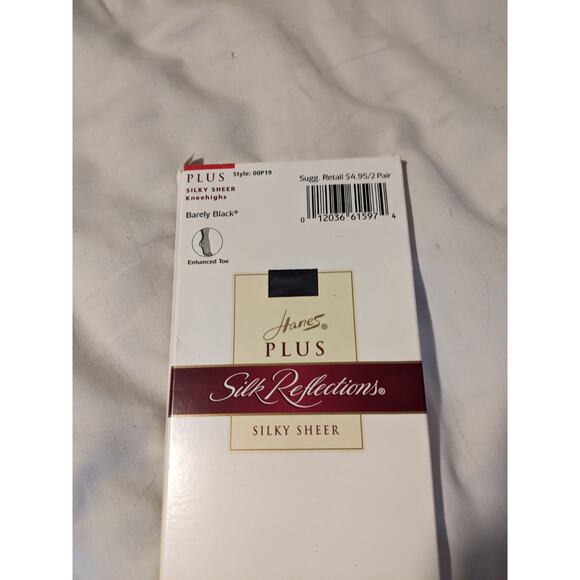 PLUS Style: 00P19
SILKY SHEER
Kneehighs
Barely Black®
Enhanced Toe
Sugg. Retail $4.95/2 Pair
0 12036 61597 4
Hanes®
PLUS
Silk Reflections®
SILKY SHEER